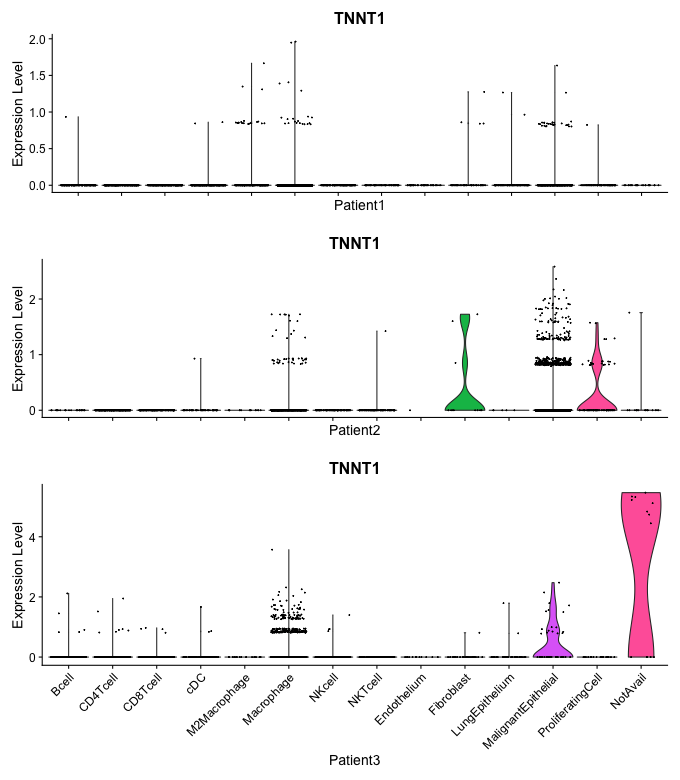 TNNT1
Expression Level
2.0
1.5
1.0
0.5
0.0
Patient1
TNNT1
Expression Level
2
1
0
Patient2
TNNT1
Expression Level
4
2
0
Bcell
CD4Tcell
CD8Tcell
cDC
M2Macrophage
Macrophage
NKcell
NKTcell
Endothelium
Fibroblast
LungEpithelium
MalignantEpithelial
ProliferatingCell
NotAvail
Patient3